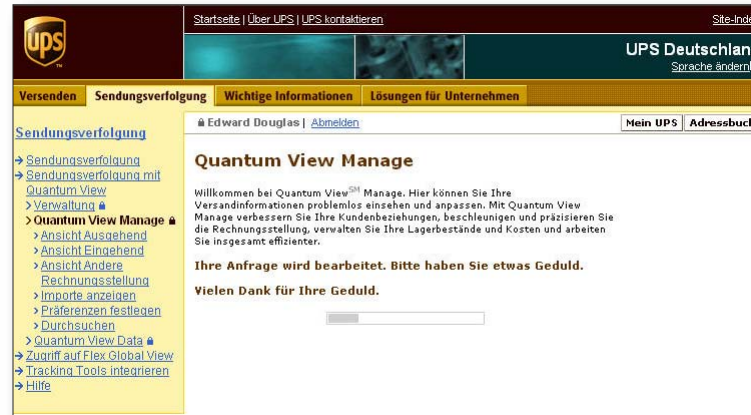 ups
TM
Startseite | Über UPS | UPS kontaktieren
Site-Inde
UPS Deutschlan
Sprache ändern
Versenden Sendungsverfolgung Wichtige Informationen Lösungen für Unternehmen
Edward Douglas | Abmelden
Mein UPS Adressbuch
Sendungsverfolgung
Sendungsverfolgung
Sendungsverfolgung mit
Quantum View
Verwaltung
Quantum View Manage
Ansicht Ausgehend
Ansicht Eingehend
Ansicht Andere
Rechnungsstellung
Importe anzeigen
Präferenzen festlegen
Durchsuchen
Quantum View Data
Zugriff auf Flex Global View
Tracking Tools integrieren
Hilfe
Quantum View Manage
Willkommen bei Quantum View SM Manage. Hier können Sie Ihre
Versandinformationen problemlos einsehen und anpassen. Mit Quantum View
Manage verbessern Sie Ihre Kundenbeziehungen, beschleunigen und präzisieren Sie
die Rechnungsstellung, verwalten Sie Ihre Lagerbestände und Kosten und arbeiten
Sie insgesamt effizienter.
Ihre Anfrage wird bearbeitet. Bitte haben Sie etwas Geduld.
Vielen Dank für Ihre Geduld.